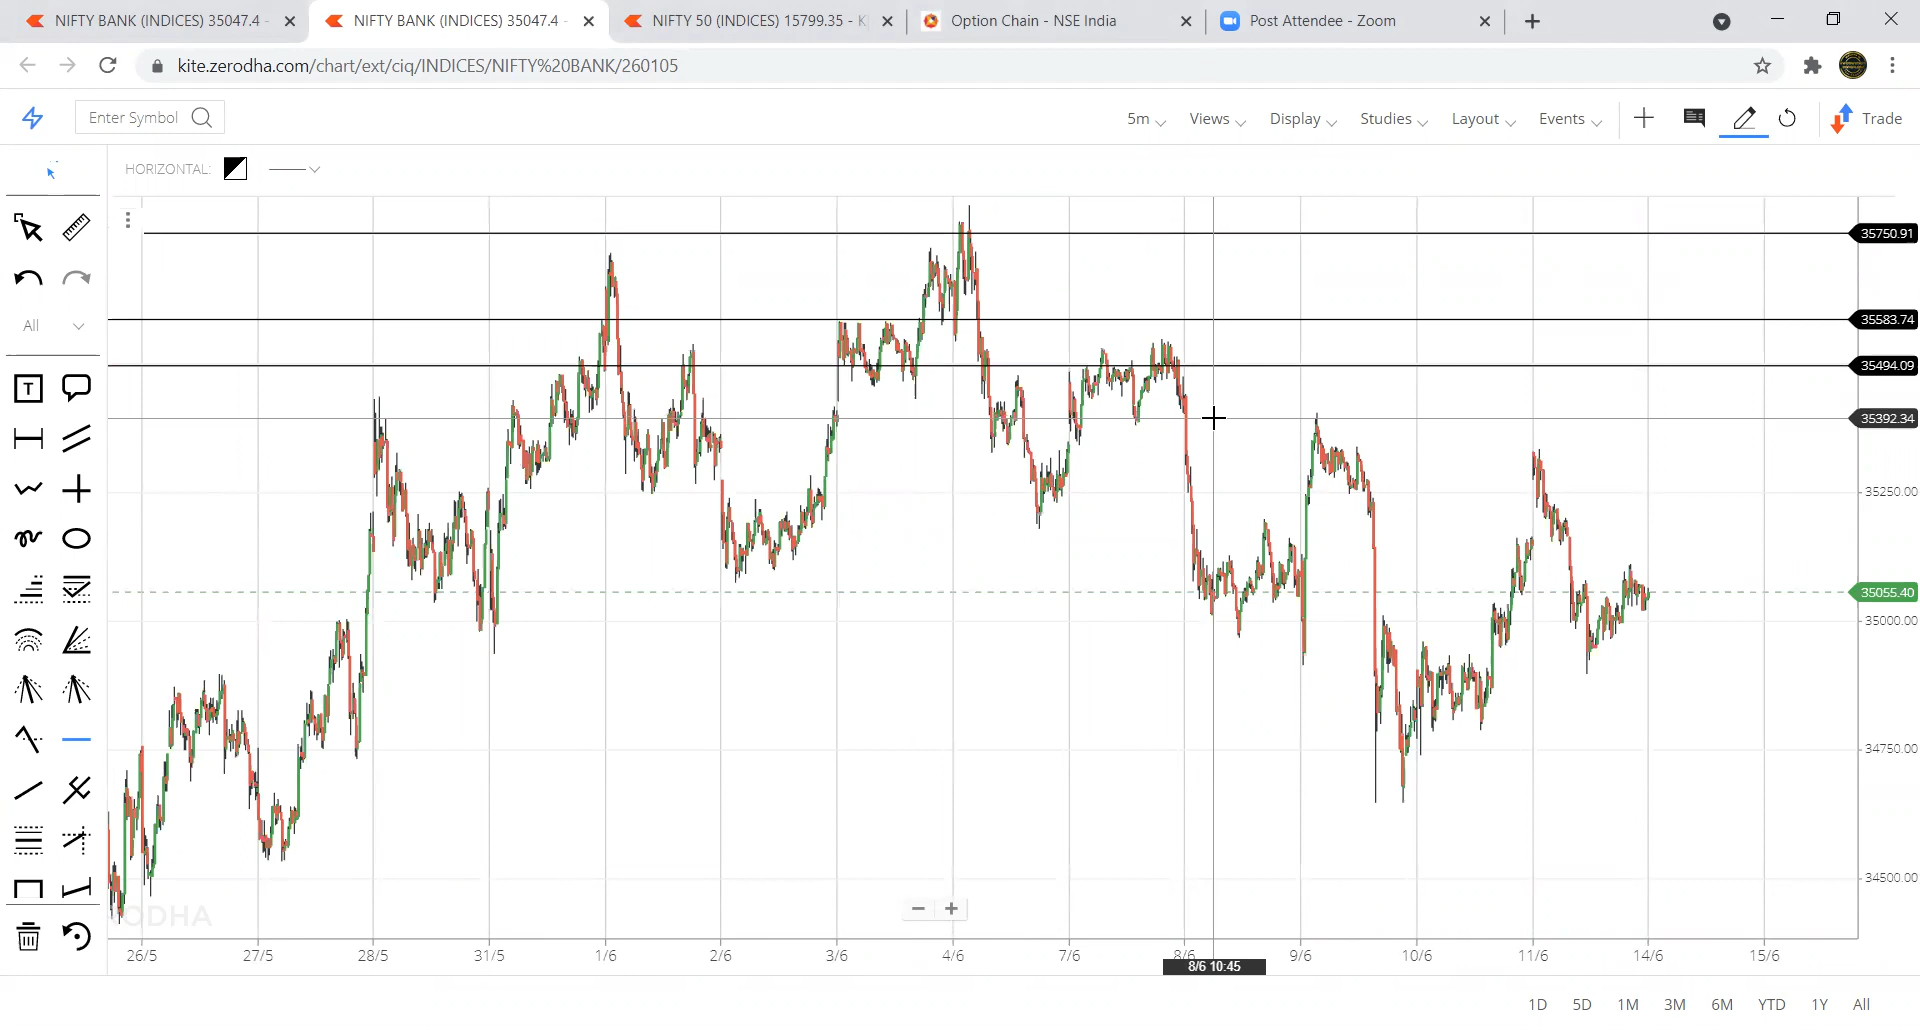 NIFTY BANK (INDICES) 35047.4 -
NIFTY BANK (INDICES) 35047.4 -
NIFTY 50 (INDICES) 15799.35 -
Option Chain - NSE India
Post Attendee - Zoom
kite.zerodha.com/chart/ext/ciq/INDICES/NIFTY%20BANK/260105
Enter Symbol
5m
Views
Display
Studies
Layout
Events
Trade
HORIZONTAL:
All
T
35750.91
35583.74
35494.09
35392.34
35250.00
35055.40
35000.00
34750.00
34500.00
ODHA
26/5
27/5
28/5
31/5
1/6
2/6
3/6
4/6
7/6
8/6
9/6
10/6
11/6
14/6
15/6
8/6 10:45
1D
5D
1M
3M
6M
YTD
1Y
All